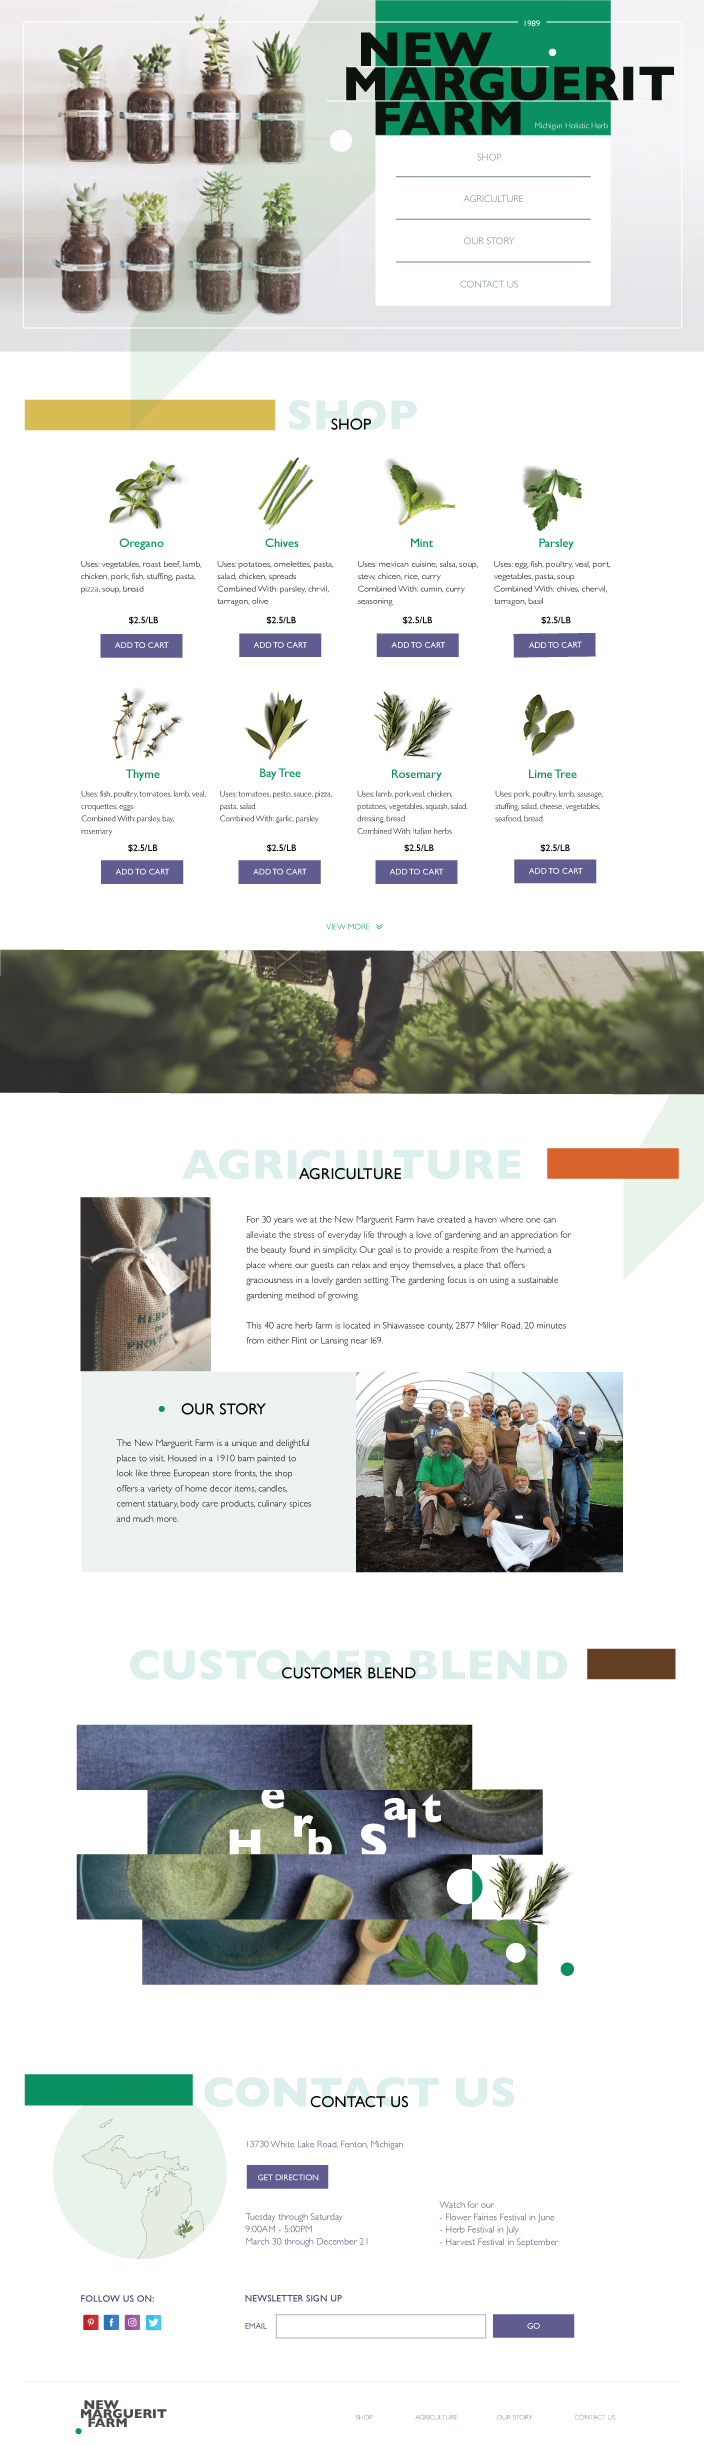 1989
NEW
MARGUERIT
FARM
Michigan Holistic Herb
SHOP
AGRICULTURE
OUR STORY
CONTACT US
SHOP
SHOP
Oregano
Uses: vegetables, roast beef, lamb,
chicken, pork, fish, stuffing, pasta,
pizza, soup, bread
$2.5/LB
ADD TO CART
Chives
Uses: potatoes, omelettes, pasta,
salad, chicken, spreads
Combined With: parsley, chrvil,
tarragon, olive
$2.5/LB
ADD TO CART
Mint
Uses: mexican cuisine, salsa, soup,
stew, chicen, rice, curry
Combined With: cumin, curry
seasoning
$2.5/LB
ADD TO CART
Parsley
Uses: egg, fish, poultry, veal, port,
vegetables, pasta, soup
Combined With: chives, chervil,
tarragon, basil
$2.5/LB
ADD TO CART
Thyme
Uses: fish, poultry, tomatoes, lamb, veal,
croquettes, eggs
Combined With: parsley, bay,
rosemary
$2.5/LB
ADD TO CART
Bay Tree
Uses: tomatoes, pesto, sauce, pizza,
pasta, salad
Combined With: garlic, parsley
$2.5/LB
ADD TO CART
Rosemary
Uses: lamb, pork,veal, chicken,
potatoes, vegetables, squash, salad,
dressing, bread
Combined With: italian herbs
$2.5/LB
ADD TO CART
Lime Tree
Uses: pork, poultry, lamb, sausage,
stuffing, salad, cheese, vegetables,
seafood, bread
$2.5/LB
ADD TO CART
VIEW MORE
AGRICULTURE
AGRICULTURE
HERB
DE
PROVEN
For 30 years we at the New Marguerit Farm have created a haven where one can
alleviate the stress of everyday life through a love of gardening and an appreciation for
the beauty found in simplicity. Our goal is to provide a respite from the hurried, a
place where our guests can relax and enjoy themselves, a place that offers
graciousness in a lovely garden setting. The gardening focus is on using a sustainable
gardening method of growing.
This 40 acre herb farm is located in Shiawassee county, 2877 Miller Road, 20 minutes
from either Flint or Lansing near I69.
OUR STORY
The New Marguerit Farm is a unique and delightful
place to visit. Housed in a 1910 barn painted to
look like three European store fronts, the shop
offers a variety of home decor items, candles,
cement statuary, body care products, culinary spices
and much more.
CUSTOMER BLEND
CUSTOMER BLEND
Herb Salt
CONTACT US
CONTACT US
13730 White Lake Road, Fenton, Michigan
GET DIRECTION
Tuesday through Saturday
9:00AM - 5:00PM
March 30 through December 21
Watch for our
- Flower Fairies Festival in June
- Herb Festival in July
- Harvest Festival in September
FOLLOW US ON:
NEWSLETTER SIGN UP
EMAIL
GO
NEW
MARGUERIT
FARM
SHOP
AGRICULTURE
OUR STORY
CONTACT US